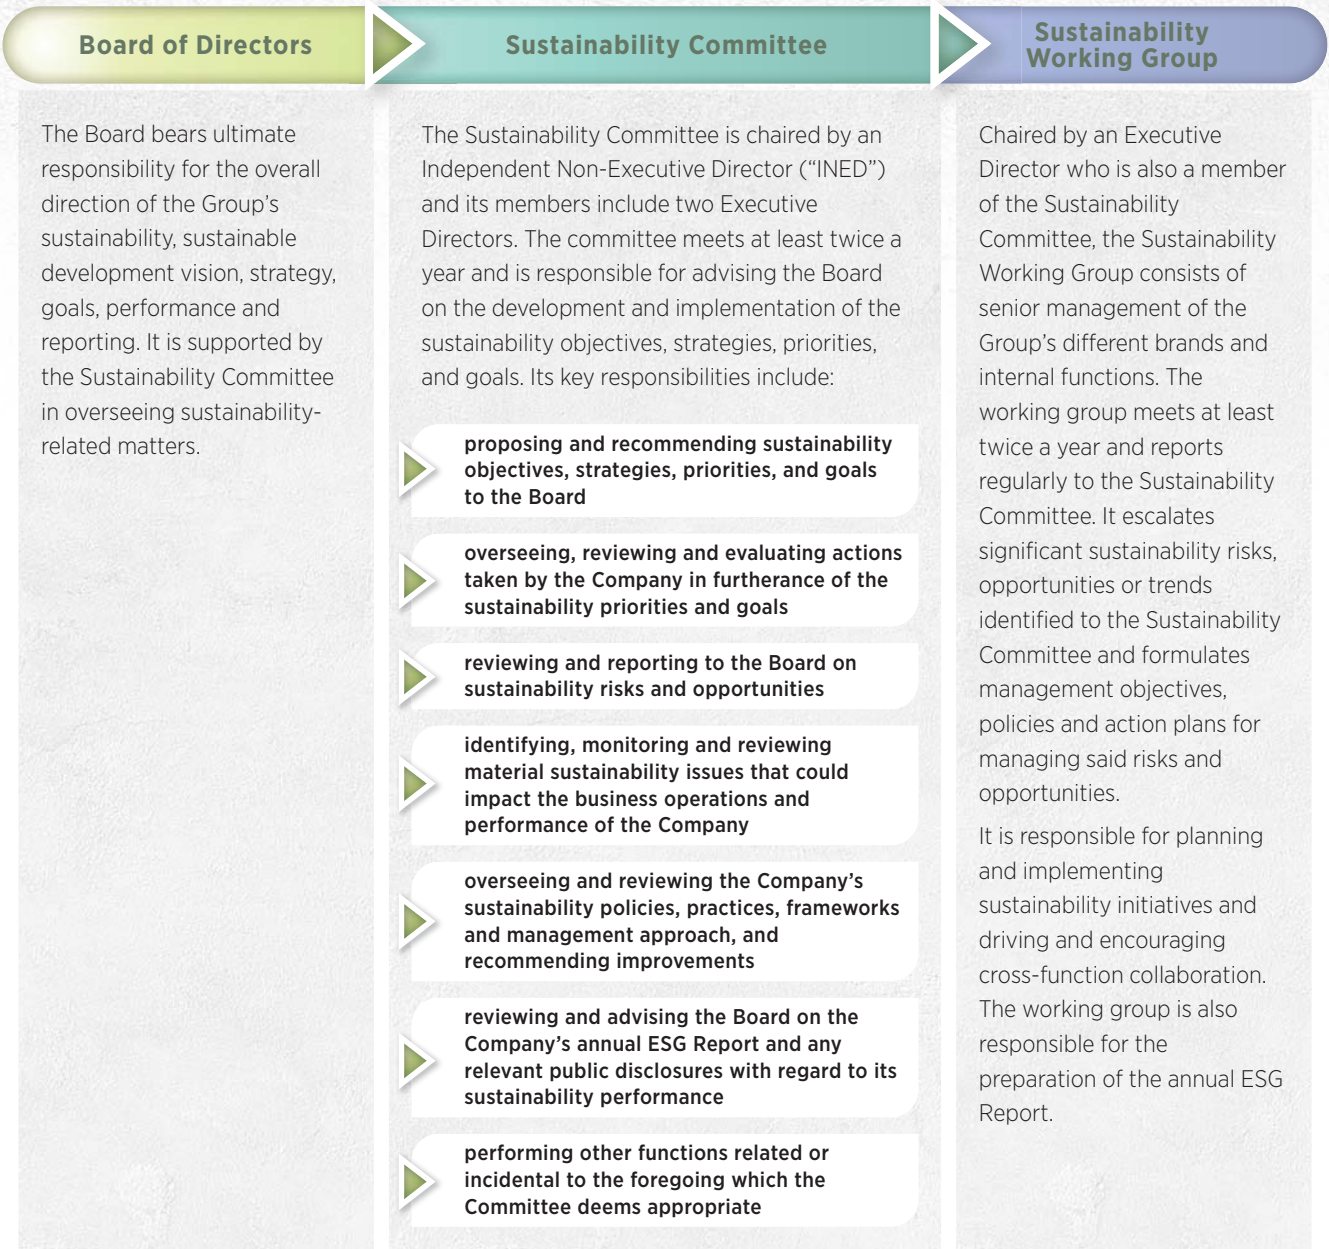 Board of Directors
Sustainability Committee
Sustainability
Working Group
The Board bears ultimate
responsibility for the overall
direction of the Group’s
sustainability, sustainable
development vision, strategy,
goals, performance and
reporting. It is supported by
the Sustainability Committee
in overseeing sustainability-
related matters.
The Sustainability Committee is chaired by an
Independent Non-Executive Director (“INED”)
and its members include two Executive
Directors. The committee meets at least twice a
year and is responsible for advising the Board
on the development and implementation of the
sustainability objectives, strategies, priorities,
and goals. Its key responsibilities include:
proposing and recommending sustainability
objectives, strategies, priorities, and goals
to the Board
overseeing, reviewing and evaluating actions
taken by the Company in furtherance of the
sustainability priorities and goals
reviewing and reporting to the Board on
sustainability risks and opportunities
identifying, monitoring and reviewing
material sustainability issues that could
impact the business operations and
performance of the Company
overseeing and reviewing the Company’s
sustainability policies, practices, frameworks
and management approach, and
recommending improvements
reviewing and advising the Board on the
Company’s annual ESG Report and any
relevant public disclosures with regard to its
sustainability performance
performing other functions related or
incidental to the foregoing which the
Committee deems appropriate
Chaired by an Executive
Director who is also a member
of the Sustainability
Committee, the Sustainability
Working Group consists of
senior management of the
Group’s different brands and
internal functions. The
working group meets at least
twice a year and reports
regularly to the Sustainability
Committee. It escalates
significant sustainability risks,
opportunities or trends
identified to the Sustainability
Committee and formulates
management objectives,
policies and action plans for
managing said risks and
opportunities.
It is responsible for planning
and implementing
sustainability initiatives and
driving and encouraging
cross-function collaboration.
The working group is also
responsible for the
preparation of the annual ESG
Report.